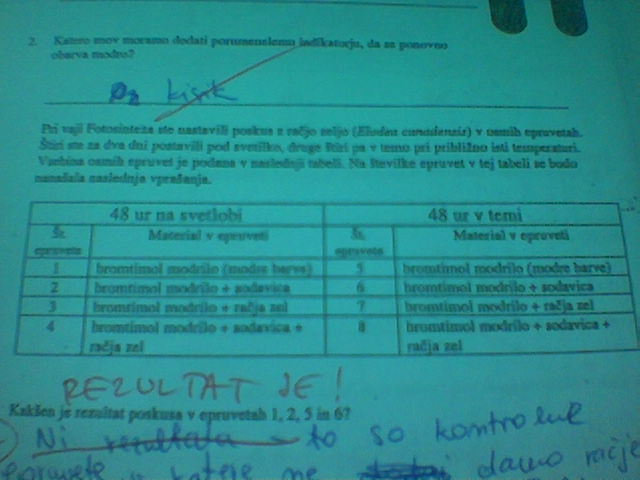 2. Katero snov moramo dodati porumenelemu indikatorju, da se ponovno
obarva modro?
O2 kisik
Pri vaji Fotosinteza ste nastavili poskus z račjo zeljo (Elodea canadensis) v osmih epruvetah.
Štiri ste za dva dni postavili pod svetilko, druge štiri pa v temo pri približno isti temperaturi.
Vsebina osmih epruvet je podana v naslednji tabeli. Na številke epruvet v tej tabeli se bodo
nanašala naslednja vprašanja.
48 ur na svetlobi 48 ur v temi
Št. epruvete Material v epruveti Št. epruvete Material v epruveti
1 bromtimol modrilo (modre barve) 5 bromtimol modrilo (modre barve)
2 bromtimol modrilo + sodavica 6 bromtimol modrilo + sodavica
3 bromtimol modrilo + račja zel 7 bromtimol modrilo + račja zel
4 bromtimol modrilo + sodavica + 8 bromtimol modrilo + sodavica +
račja zel račja zel
REZULTAT JE!
Kakšen je rezultat poskusa v epruvetah 1, 2, 5 in 6?
Ni rezultata to so kontrolne
epruvete v katere ne damo račje